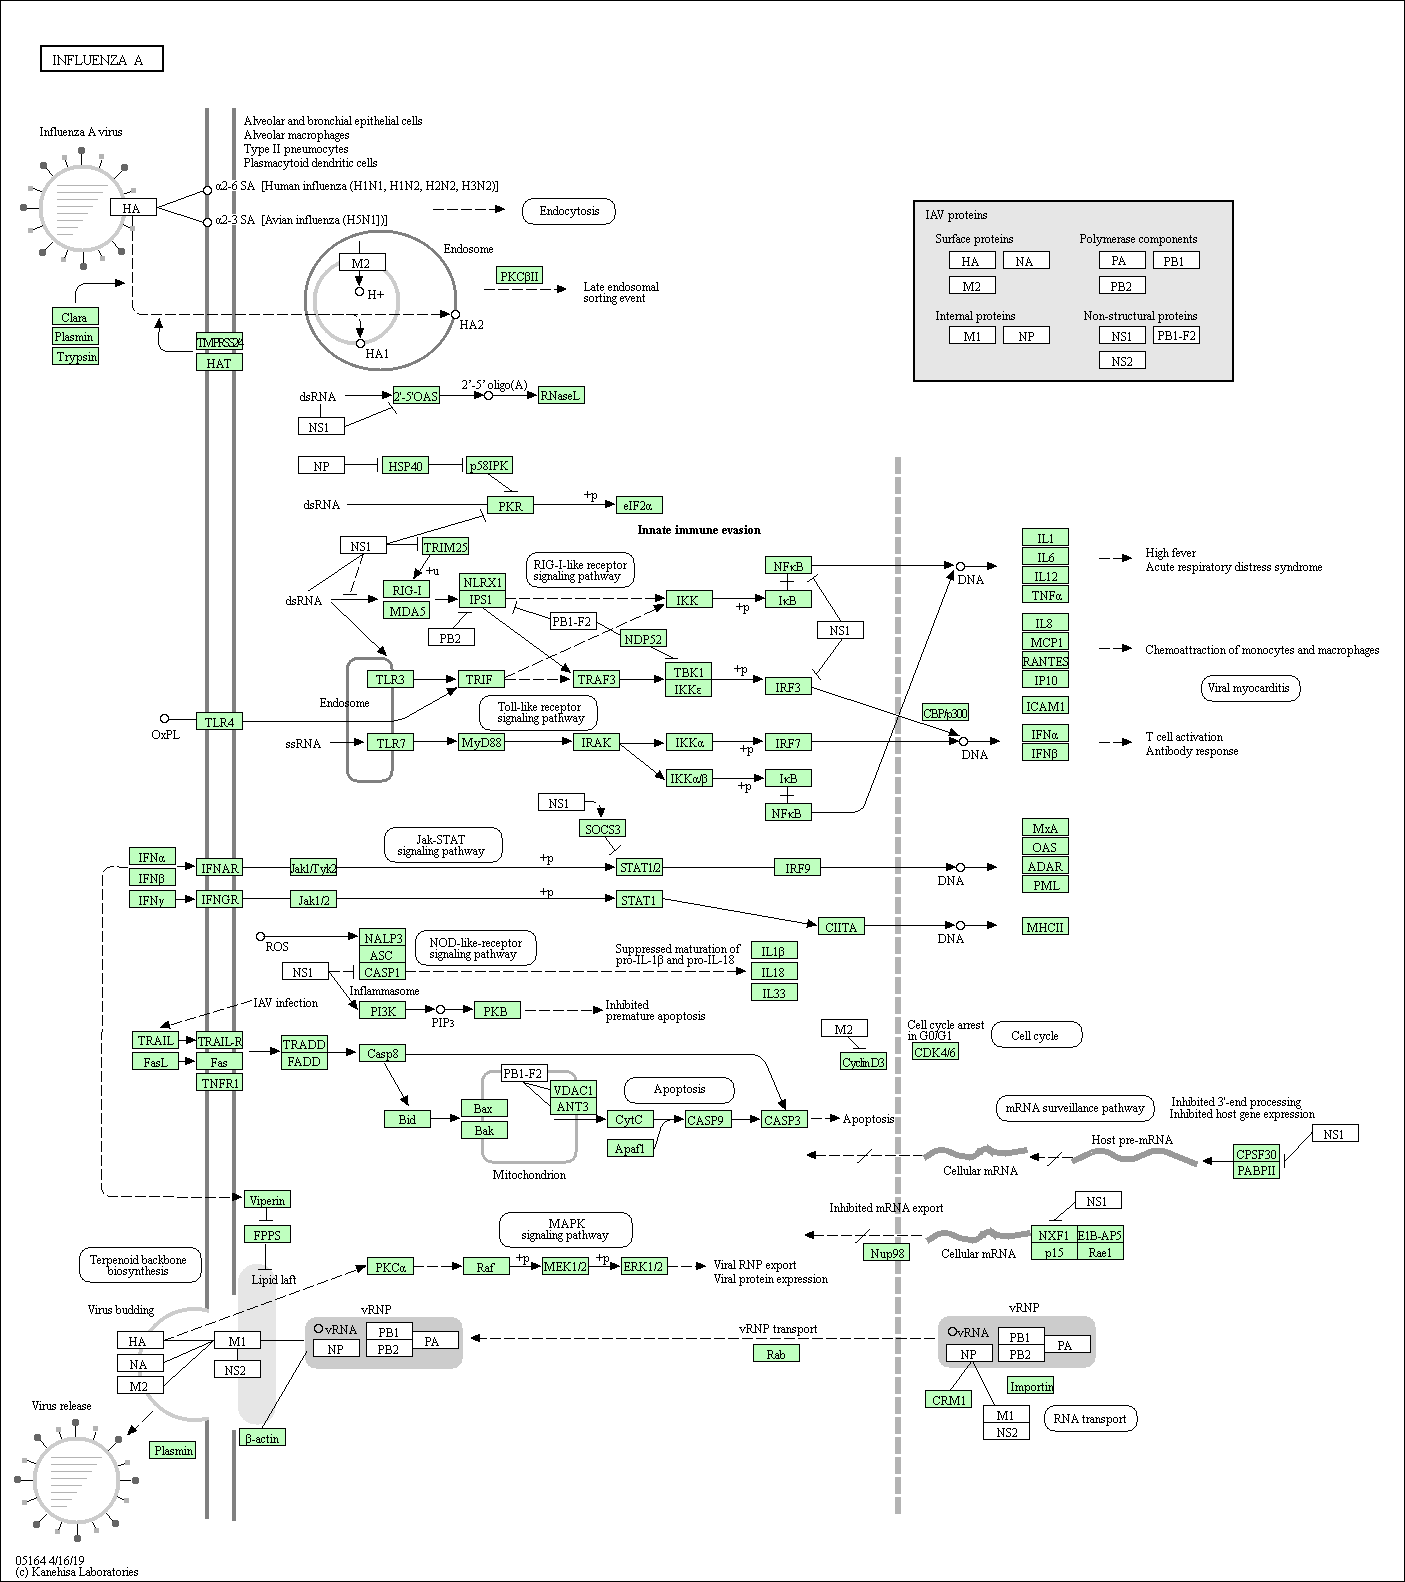 INFLUENZA A
Influenza A virus
HA
Alveolar and bronchial epithelial cells
Alveolar macrophages
Type II pneumocytes
Plasmacytoid dendritic cells
α2-6 SA [Human influenza (H1N1, H1N2, H2N2, H3N2)]
α2-3 SA [Avian influenza (H5N1)]
Endocytosis
Endosome
M2
H+
HA2
HA1
PKCβII
Late endosomal
sorting event
Clara
Plasmin
Trypsin
HAT
IAV proteins
Surface proteins
HA
NA
M2
Polymerase components
PA
PB1
PB2
Internal proteins
M1
NP
Non-structural proteins
NS1
PB1-F2
NS2
dsRNA
2'-5'OAS
2'-5' oligo(A)
RNaseL
NS1
NP
HSP40
p58IPK
dsRNA
PKR
+p
eIF2α
Innate immune evasion
NS1
TRIM25
+u
RIG-I
MDA5
dsRNA
NLRX1
IPS1
RIG-I-like receptor
signaling pathway
IKK
+p
NFκB
IκB
DNA
PB2
PB1-F2
NDP52
NS1
TLR3
TRIF
TRAF3
TBK1
IKKε
+p
IRF3
Endosome
Toll-like receptor
signaling pathway
OxPL
TLR4
ssRNA
TLR7
MyD88
IRAK
IKKα
+p
IRF7
CBP/p300
DNA
IKKα/β
+p
IκB
NFκB
IL1
IL6
IL12
TNFα
High fever
Acute respiratory distress syndrome
IL8
MCP1
RANTES
IP10
ICAM1
Chemoattraction of monocytes and macrophages
Viral myocarditis
IFNα
IFNβ
T cell activation
Antibody response
NS1
SOCS3
Jak-STAT
signaling pathway
IFNα
IFNβ
IFNAR
Jak1/Tyk2
+p
STAT1/2
IRF9
DNA
MxA
OAS
ADAR
PML
IFNγ
IFNGR
Jak1/2
+p
STAT1
CIITA
DNA
MHCII
ROS
NALP3
ASC
CASP1
NOD-like-receptor
signaling pathway
Suppressed maturation of
pro-IL-1β and pro-IL-18
IL1β
IL18
IL33
NS1
Inflammasome
IAV infection
PI3K
PIP3
PKB
Inhibited
premature apoptosis
TRAIL
TRAIL-R
FasL
Fas
TNFR1
TRADD
FADD
Casp8
M2
CyclinD3
Cell cycle arrest
in G0/G1
CDK4/6
Cell cycle
PB1-F2
VDAC1
ANT3
Apoptosis
Bid
Bax
Bak
CytC
CASP9
CASP3
Apoptosis
Apaf1
Mitochondrion
mRNA surveillance pathway
Inhibited 3'-end processing
Inhibited host gene expression
NS1
Host pre-mRNA
Cellular mRNA
CPSF30
PABPII
Viperin
FPPS
Inhibited mRNA export
NS1
Nup98
Cellular mRNA
NXF1
E1B-AP5
p15
Rae1
MAPK
signaling pathway
Terpenoid backbone
biosynthesis
Lipid laft
PKCα
Raf
+p
MEK1/2
+p
ERK1/2
Viral RNP export
Viral protein expression
Virus budding
HA
NA
M2
M1
NS2
vRNP
vRNA
NP
PB1
PB2
PA
vRNP transport
Rab
vRNP
vRNA
NP
PB1
PB2
PA
CRM1
Importin
M1
NS2
RNA transport
Virus release
Plasmin
β-actin
05164 4/16/19
(c) Kanehisa Laboratories